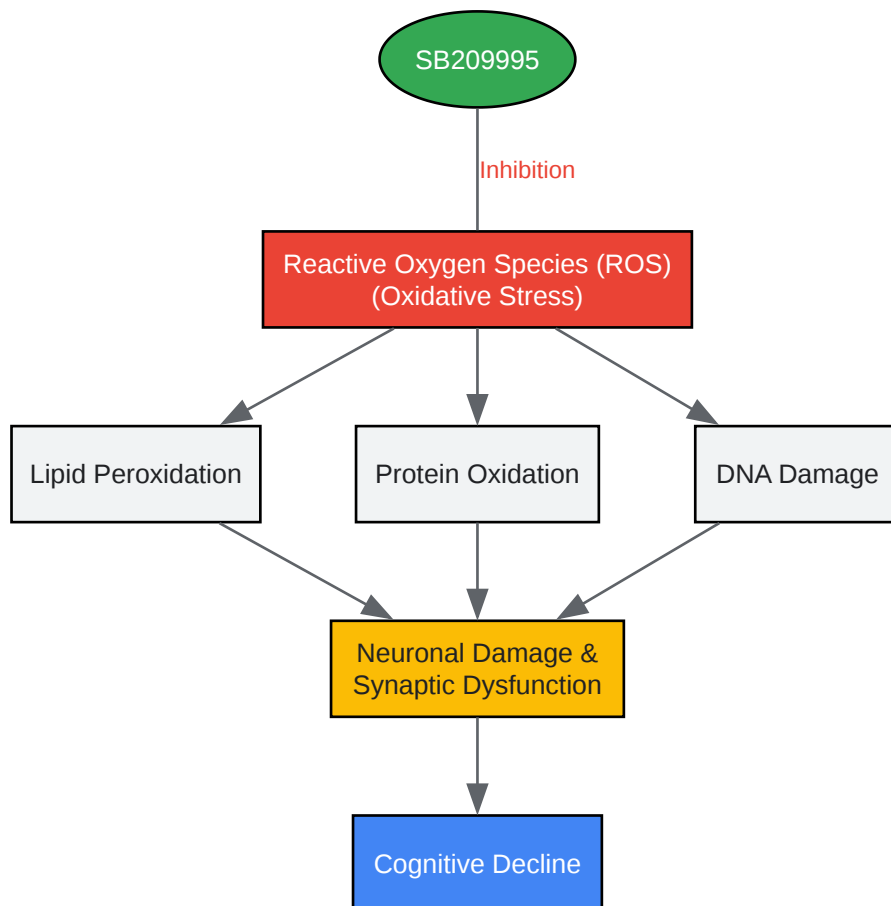 SB209995
Inhibition
Reactive Oxygen Species (ROS)
(Oxidative Stress)
Lipid Peroxidation
Protein Oxidation
DNA Damage
Neuronal Damage &
Synaptic Dysfunction
Cognitive Decline